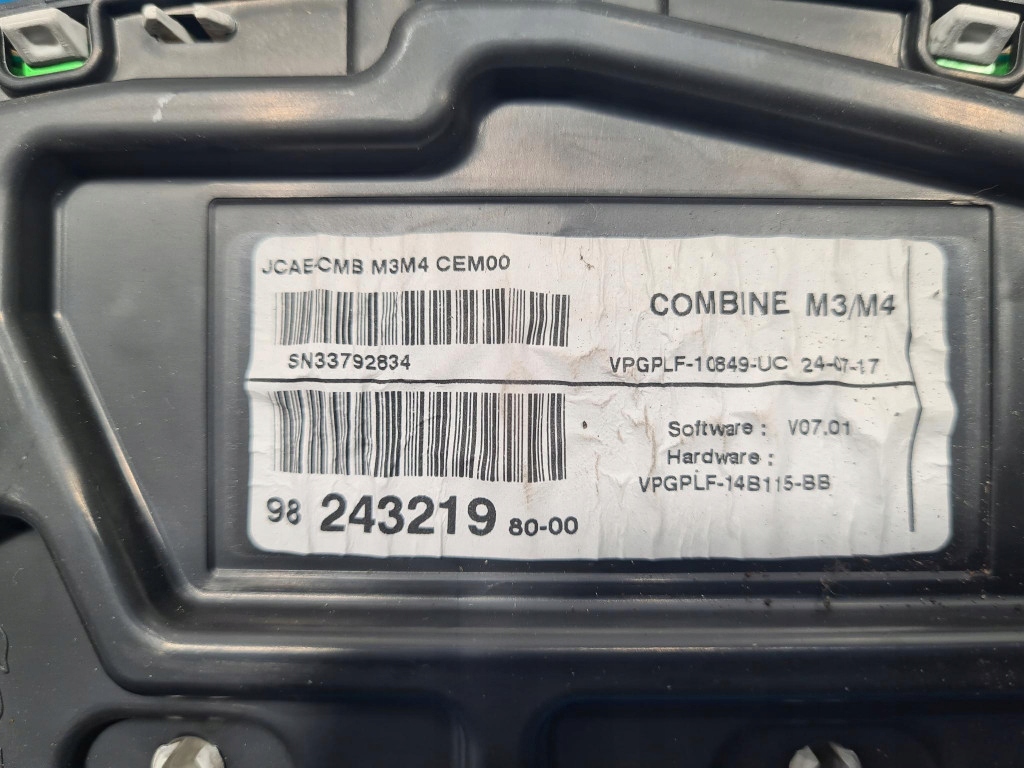 JCAE-CMB M3M4 CEM00
COMBINE M3/M4
SN33792834
VPGPLF-10849-UC 24-07-17
Software : V07.01
Hardware :
VPGPLF-14B115-BB
98 243219 80-00